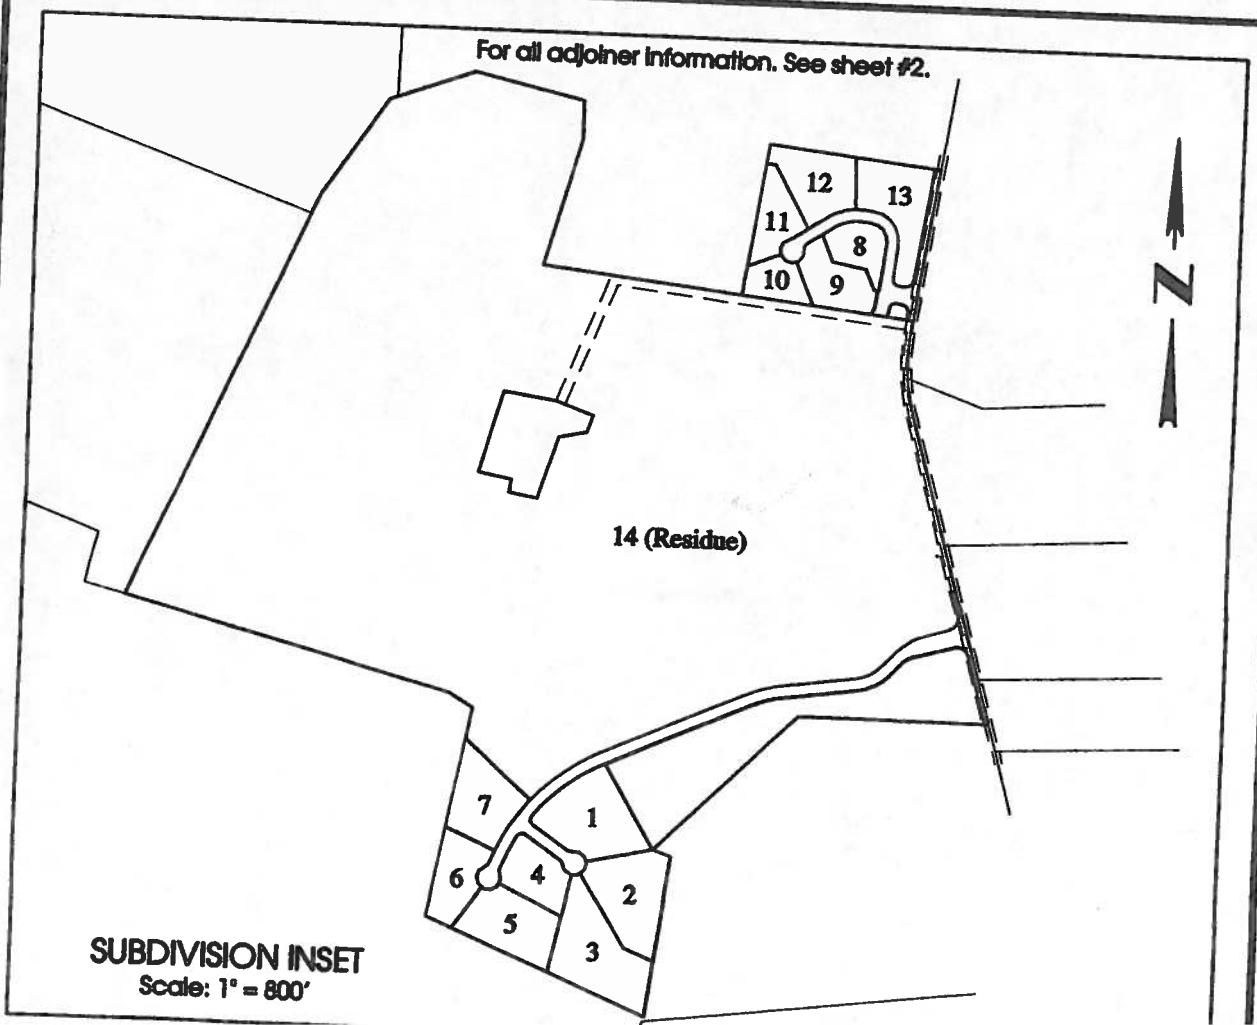 For all adjoiner information. See sheet #2.
12
13
11
8
10
9
N
14 (Residue)
7
1
6
4
2
5
3
SUBDIVISION INSET
Scale: 1" = 800'